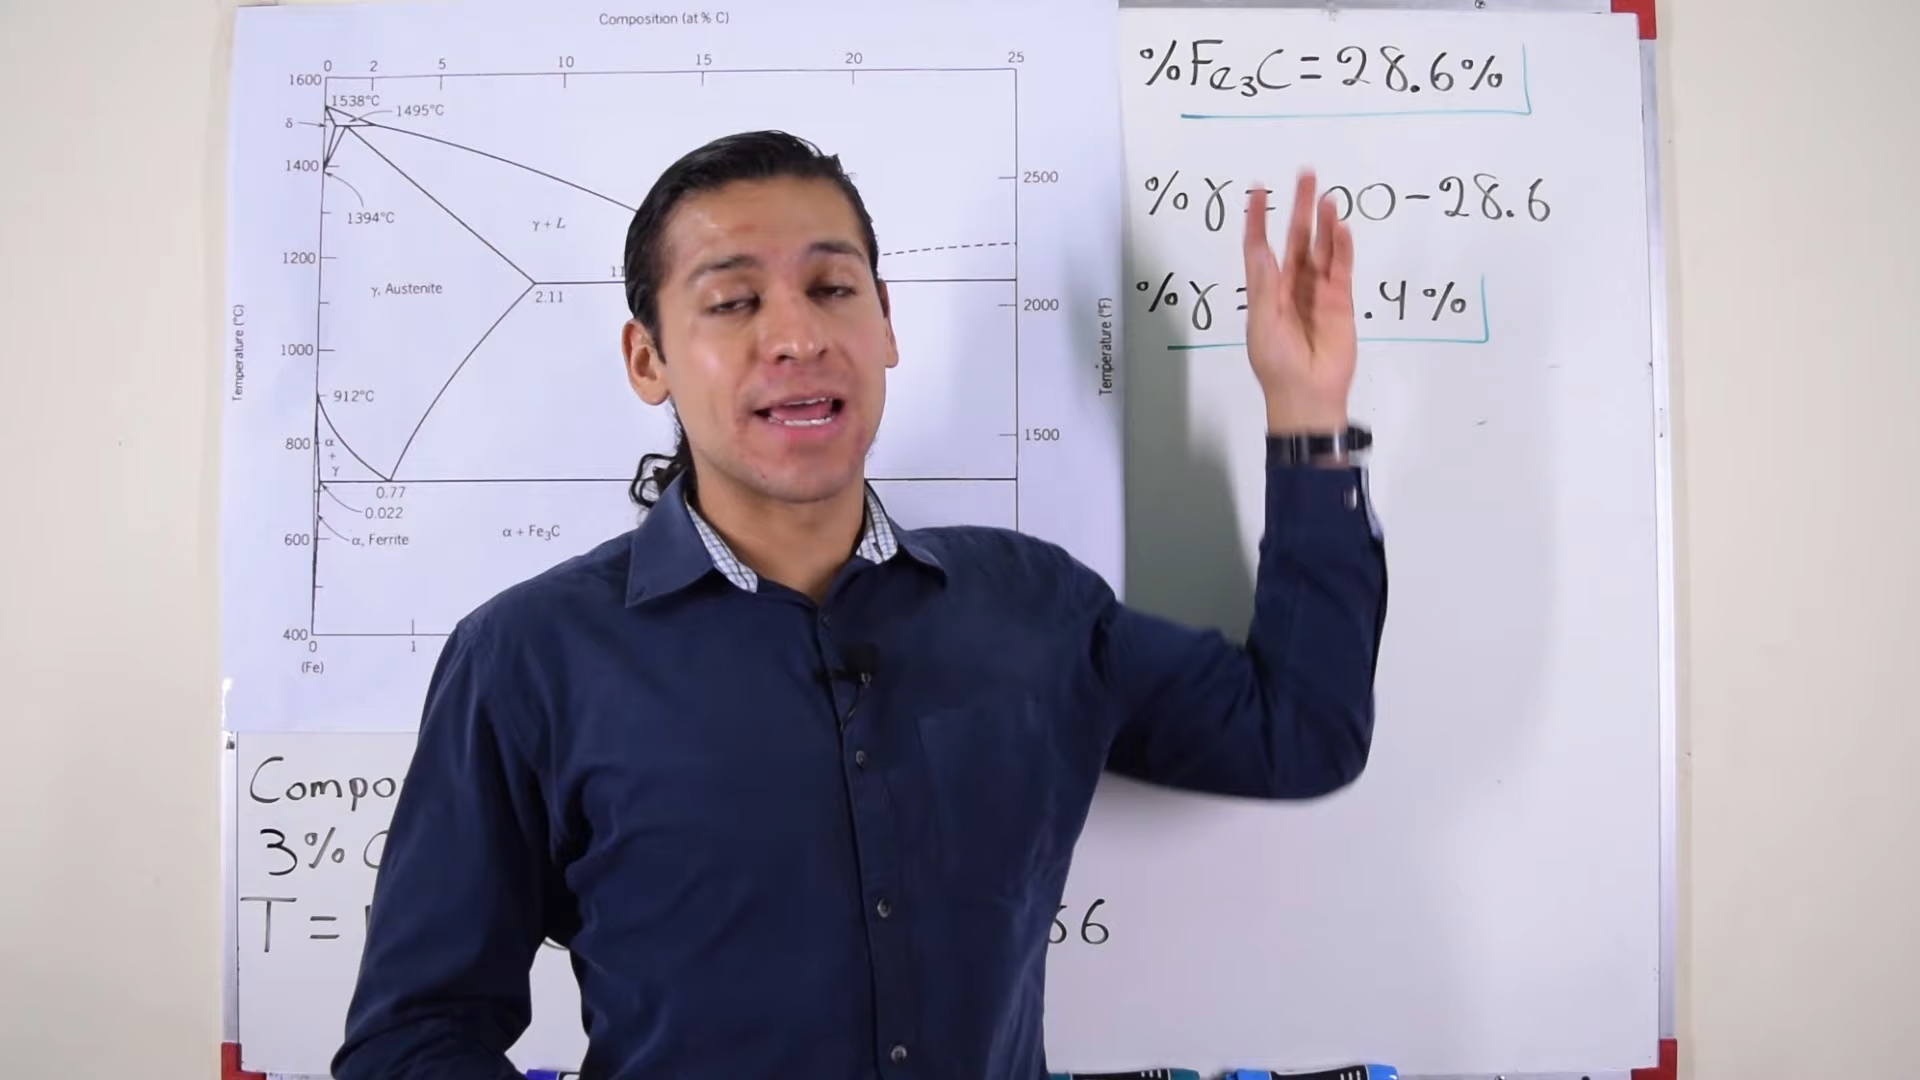 Composition (at % C)
0 2 5 10 15 20 25
1600
1538°C
1495°C
δ
1400
2500
1394°C
γ + L
1200
γ, Austenite
2.11
2000
Temperature (°C)
Temperature (°F)
1000
912°C
1500
800
α
+
γ
0.77
0.022
α + Fe₃C
600
α, Ferrite
400
0 1
(Fe)
%Fe₃C = 28.6%
%γ = 00 - 28.6
%γ = .4%
3%
T =
6